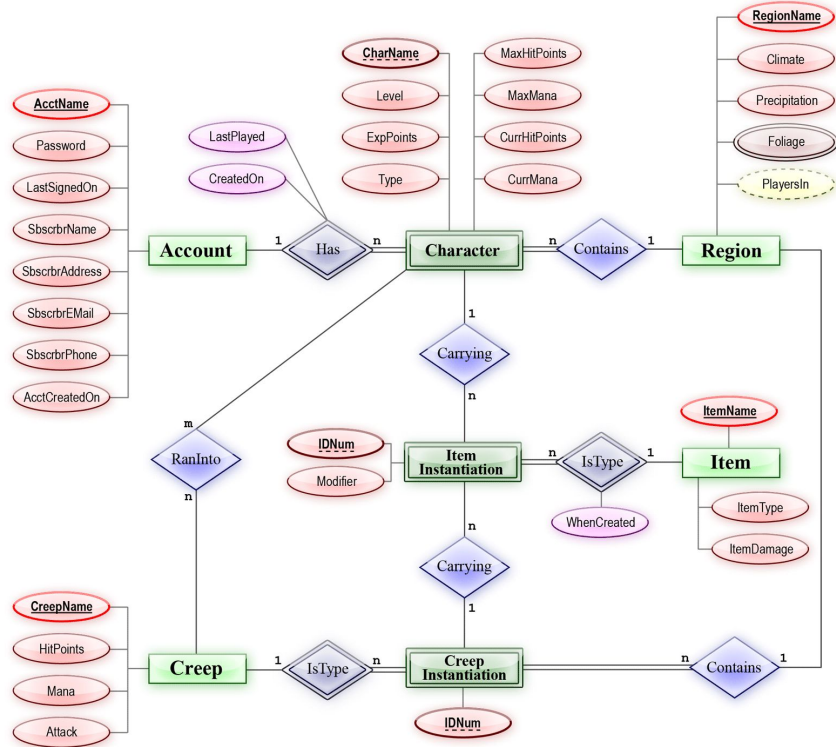 RegionName
CharName
MaxHitPoints
Climate
AcctName
Level
MaxMana
Precipitation
Password
LastPlayed
ExpPoints
CurrHitPoints
Foliage
LastSignedOn
CreatedOn
Type
CurrMana
PlayersIn
SbscrbrName
Account
1
Has
n
Character
n
Contains
1
Region
SbscrbrAddress
SbscrbrEMail
1
SbscrbrPhone
Carrying
AcctCreatedOn
m
n
ItemName
RanInto
IDNum
Item
Instantiation
n
IsType
1
Item
Modifier
n
WhenCreated
ItemType
n
ItemDamage
Carrying
CreepName
1
HitPoints
Creep
1
IsType
n
Creep
Instantiation
n
Contains
1
Mana
Attack
IDNum